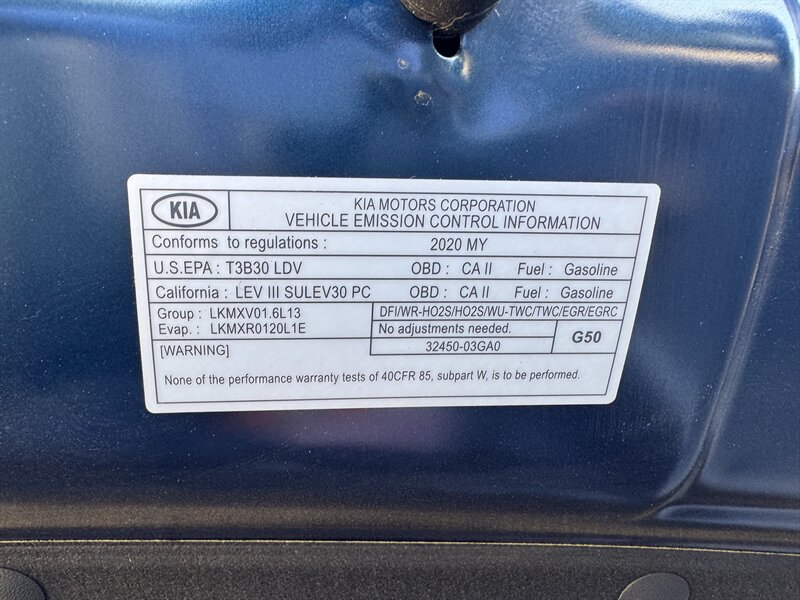 KIA
KIA MOTORS CORPORATION
VEHICLE EMISSION CONTROL INFORMATION
Conforms to regulations : 2020 MY
U.S.EPA : T3B30 LDV OBD : CA II Fuel : Gasoline
California : LEV III SULEV30 PC OBD : CA II Fuel : Gasoline
Group : LKMXV01.6L13
Evap. : LKMXR0120L1E
DFI/WR-HO2S/HO2S/WU-TWC/TWC/EGR/EGRC
No adjustments needed.
32450-03GA0
G50
[WARNING]
None of the performance warranty tests of 40CFR 85, subpart W, is to be performed.